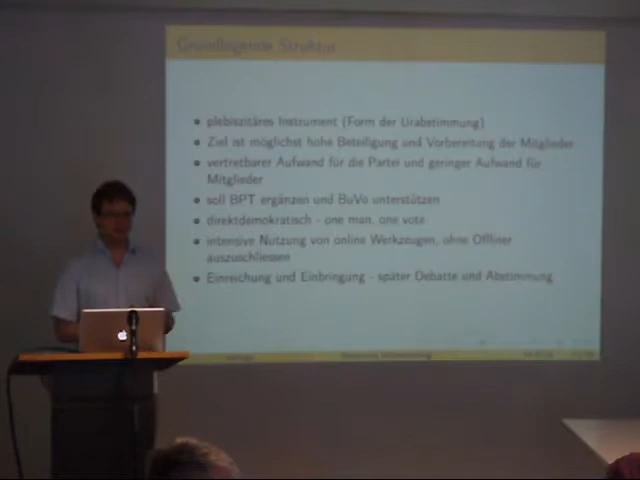 Grundlegende Struktur
plebiszitäres Instrument (Form der Urabstimmung)
Ziel ist möglichst hohe Beteiligung und Vorbereitung der Mitglieder
vertretbarer Aufwand für die Partei und geringer Aufwand für
Mitglieder
soll BPT ergänzen und BuVo unterstützen
direktdemokratisch - one man, one vote
intensive Nutzung von online Werkzeugen, ohne Offliner
auszuschliessen
Einreichung und Einbringung - später Debatte und Abstimmung